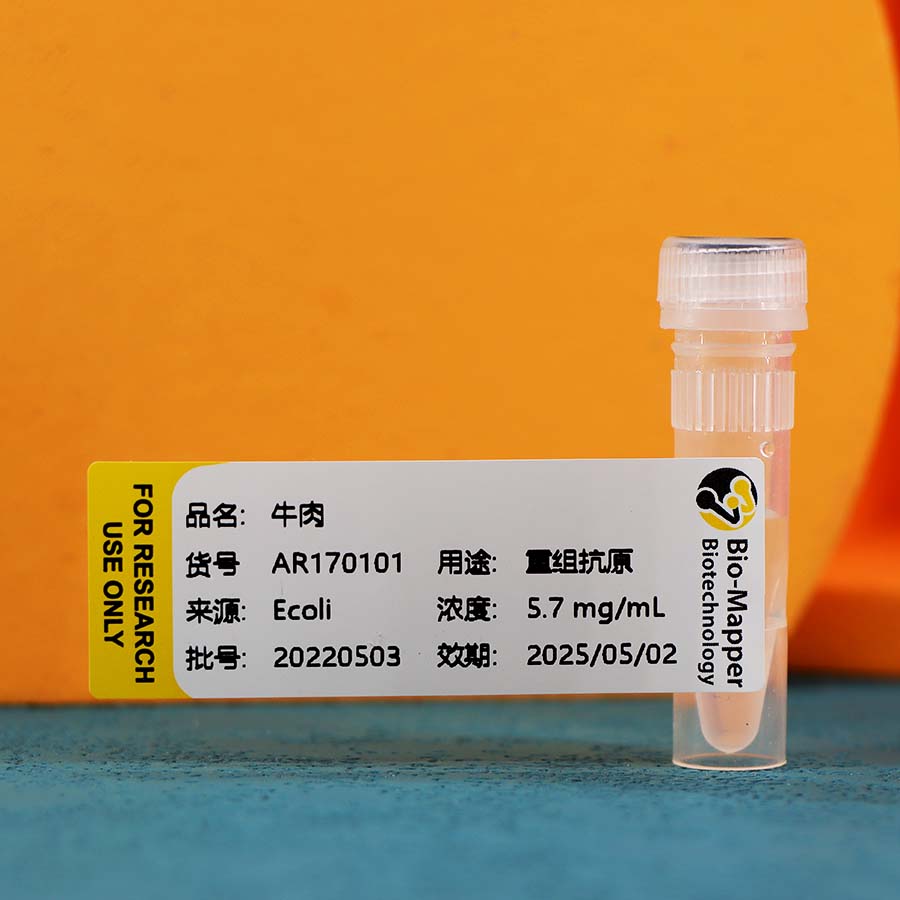 FOR RESEARCH
USE ONLY
品名: 牛肉
货号 AR170101 用途: 重组抗原
来源: Ecoli 浓度: 5.7 mg/mL
批号: 20220503 效期: 2025/05/02
Bio-Mapper
Biotechnology